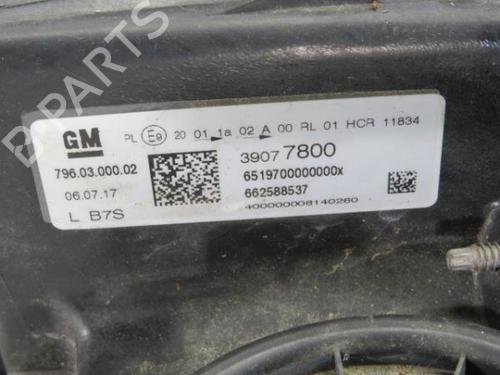 B-PARTS
GM
PL E9 20 01 1a 02 A 00 RL 01 HCR 11834
796.03.000.02
39077800
06.07.17
6519700000000x
662588537
L B7S
400000008140260